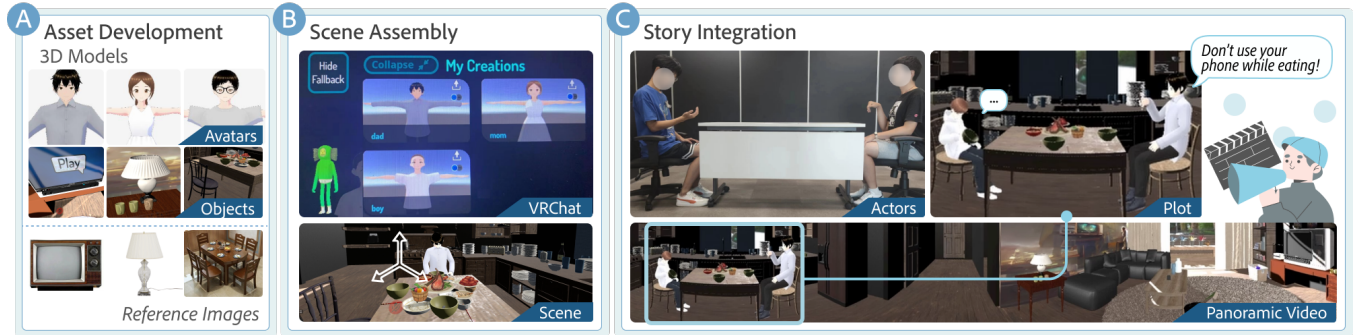 A
Asset Development
3D Models
Avatars
Play
Objects
Reference Images
B
Scene Assembly
Hide
Fallback
Collapse
My Creations
dad
mom
boy
VRChat
Scene
C
Story Integration
Actors
...
Don't use your
phone while eating!
Plot
Panoramic Video